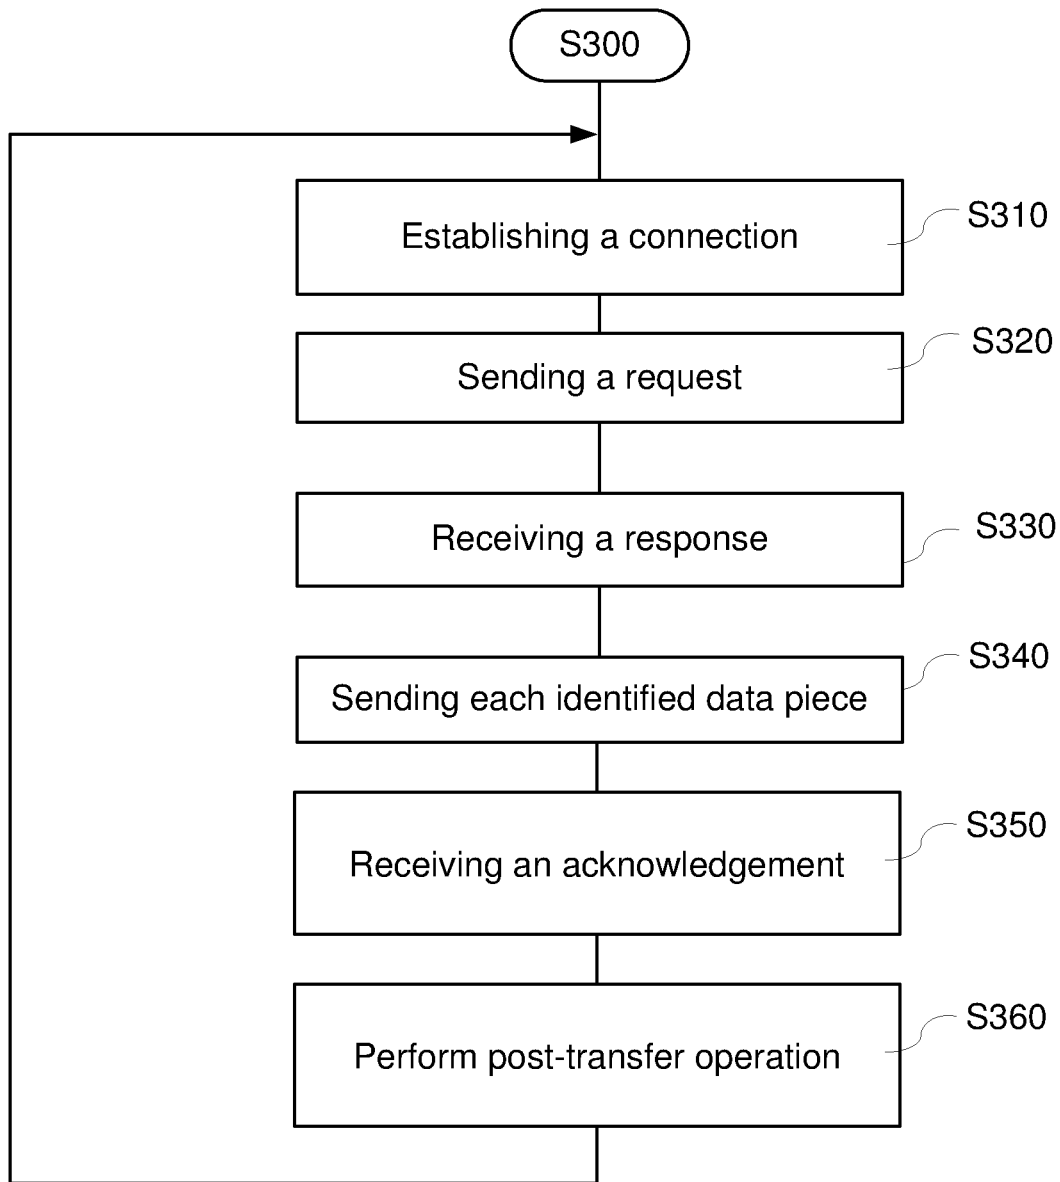 S300
Establishing a connection
S310
Sending a request
S320
Receiving a response
S330
Sending each identified data piece
S340
Receiving an acknowledgement
S350
Perform post-transfer operation
S360